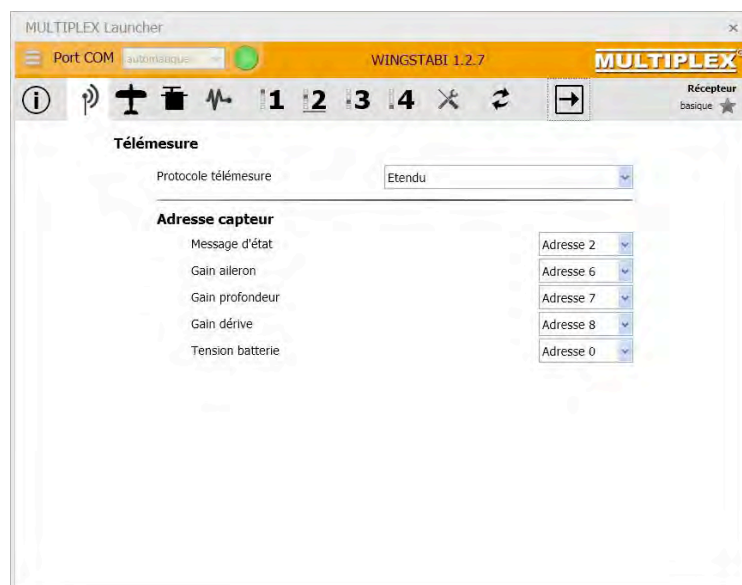 MULTIPLEX Launcher
Port COM automatique WINGSTABI 1.2.7 MULTIPLEX
1 2 3 4
Récepteur
basique
Télémesure
Protocole télémesure Etendu
Adresse capteur
Message d'état Adresse 2
Gain aileron Adresse 6
Gain profondeur Adresse 7
Gain dérive Adresse 8
Tension batterie Adresse 0